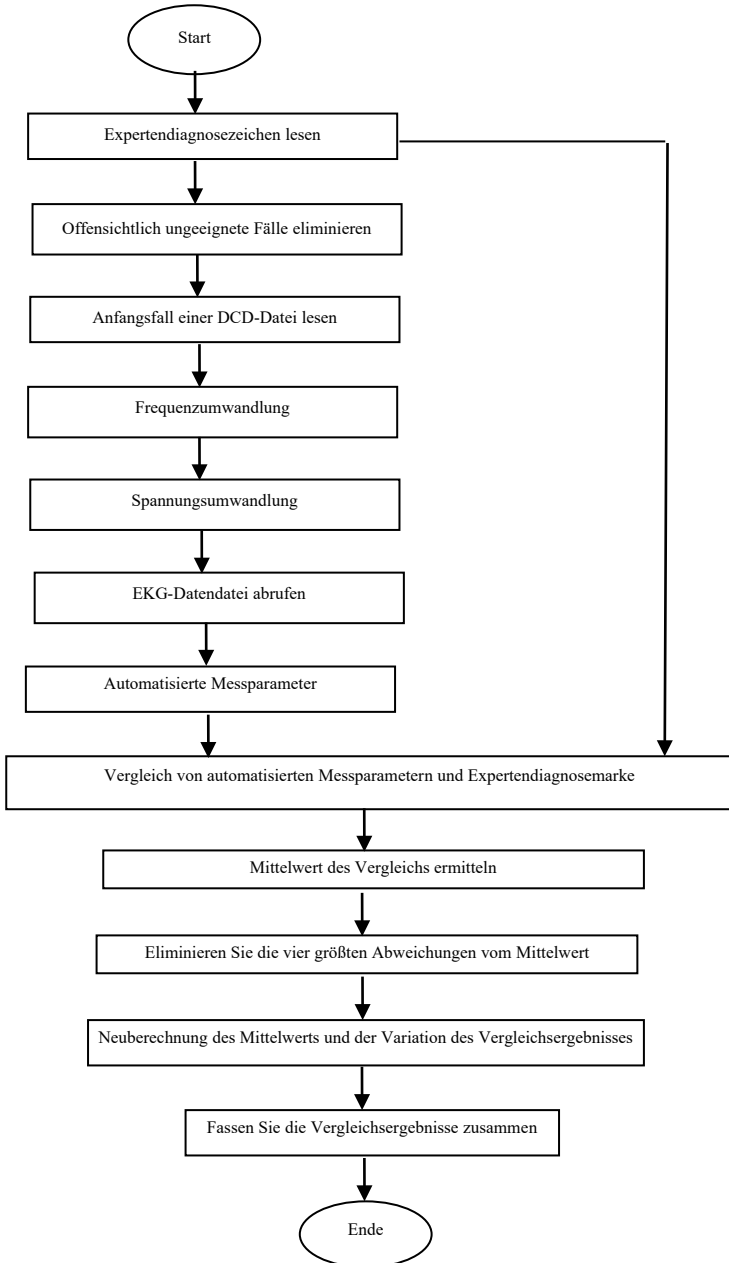 Start
Expertendiagnosezeichen lesen
Offensichtlich ungeeignete Fälle eliminieren
Anfangsfall einer DCD-Datei lesen
Frequenzumwandlung
Spannungsumwandlung
EKG-Datendatei abrufen
Automatisierte Messparameter
Vergleich von automatisierten Messparametern und Expertendiagnosemarke
Mittelwert des Vergleichs ermitteln
Eliminieren Sie die vier größten Abweichungen vom Mittelwert
Neuberechnung des Mittelwerts und der Variation des Vergleichsergebnisses
Fassen Sie die Vergleichsergebnisse zusammen
Ende